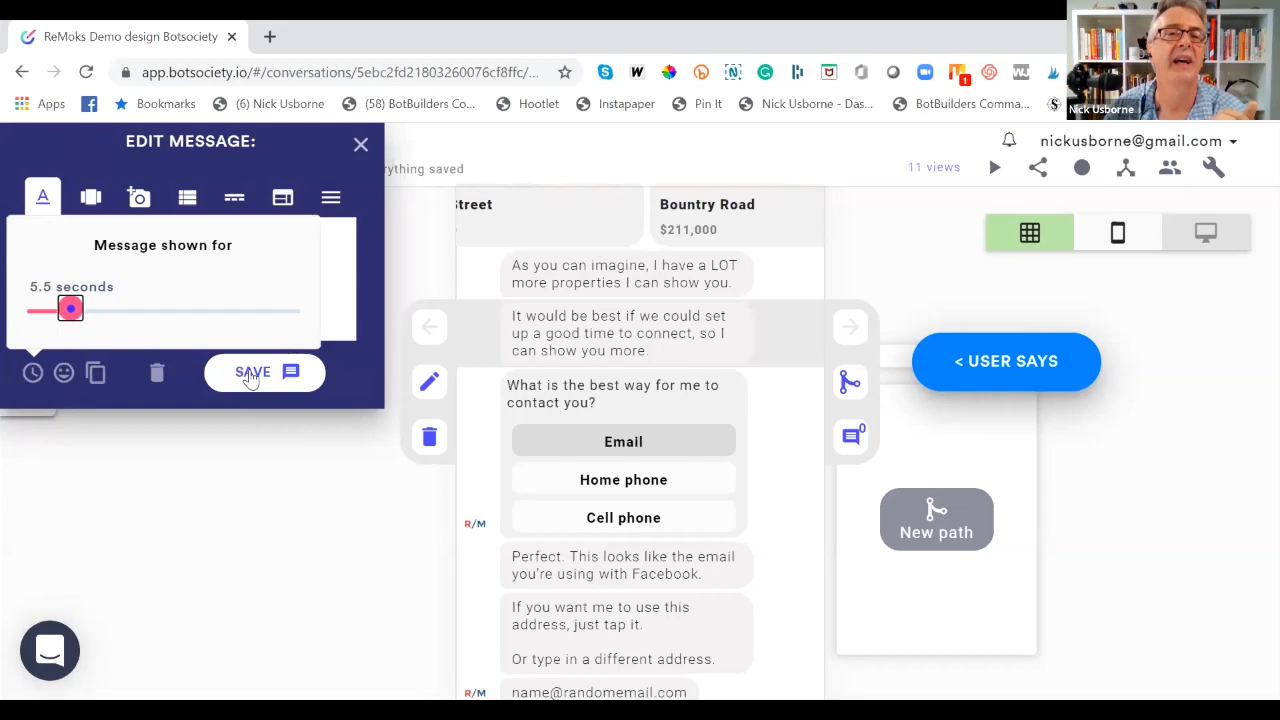 ReMoks Demo design Botsociety
app.botsociety.io/#/conversations/5eb32fd21803260076cf8ffc/...
1
Apps
Bookmarks
(6) Nick Usborne
(58) BotBuilders Co...
Hootlet
Instapaper
Pin It
Nick Usborne - Das...
BotBuilders Comma...
Nick Usborne
EDIT MESSAGE:
erything saved
11 views
nickusborne@gmail.com
A
Message shown for
5.5 seconds
SAVE
Street
Bountry Road
$211,000
As you can imagine, I have a LOT
more properties I can show you.
It would be best if we could set
up a good time to connect, so I
can show you more.
What is the best way for me to
contact you?
Email
Home phone
Cell phone
R/M
Perfect. This looks like the email
you're using with Facebook.
If you want me to use this
address, just tap it.
Or type in a different address.
R/M
name@randomemail.com
0
< USER SAYS
New path